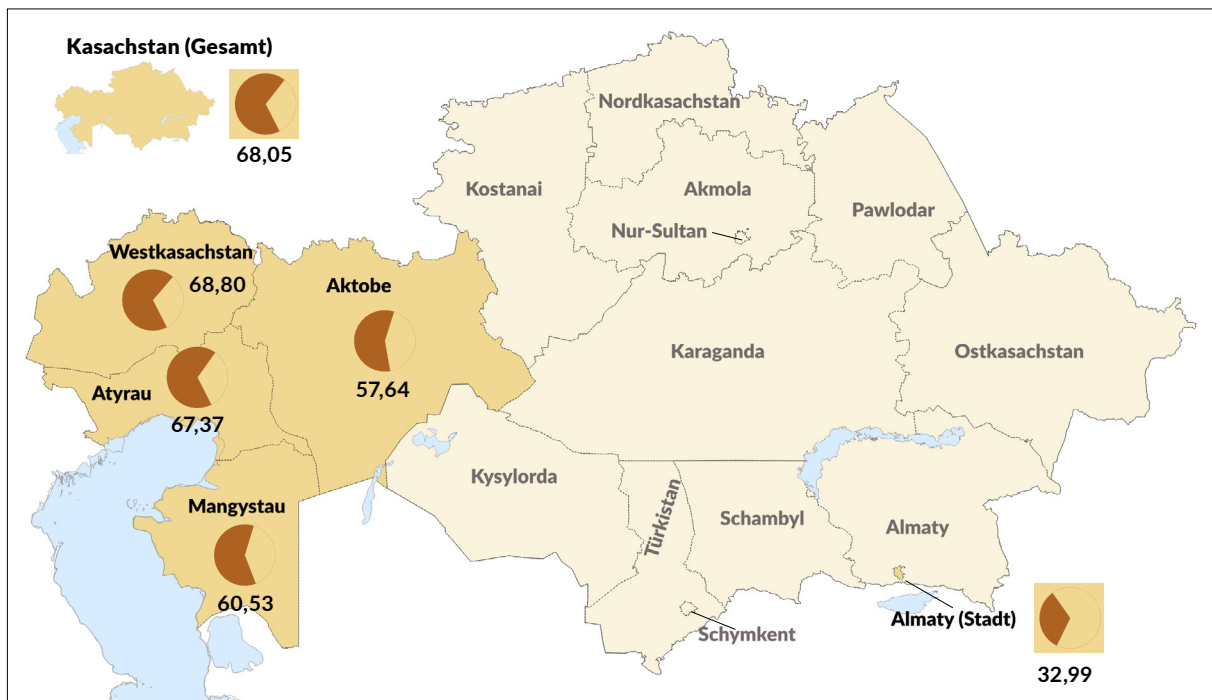 Kasachstan (Gesamt)
68,05
Nordkasachstan
Kostanai
Akmola
Pawlodar
Nur-Sultan
Westkasachstan
68,80
Aktobe
57,64
Atyrau
67,37
Karaganda
Ostkasachstan
Mangystau
60,53
Kysylorda
Türkistan
Schambyl
Almaty
Schymkent
Almaty (Stadt)
32,99